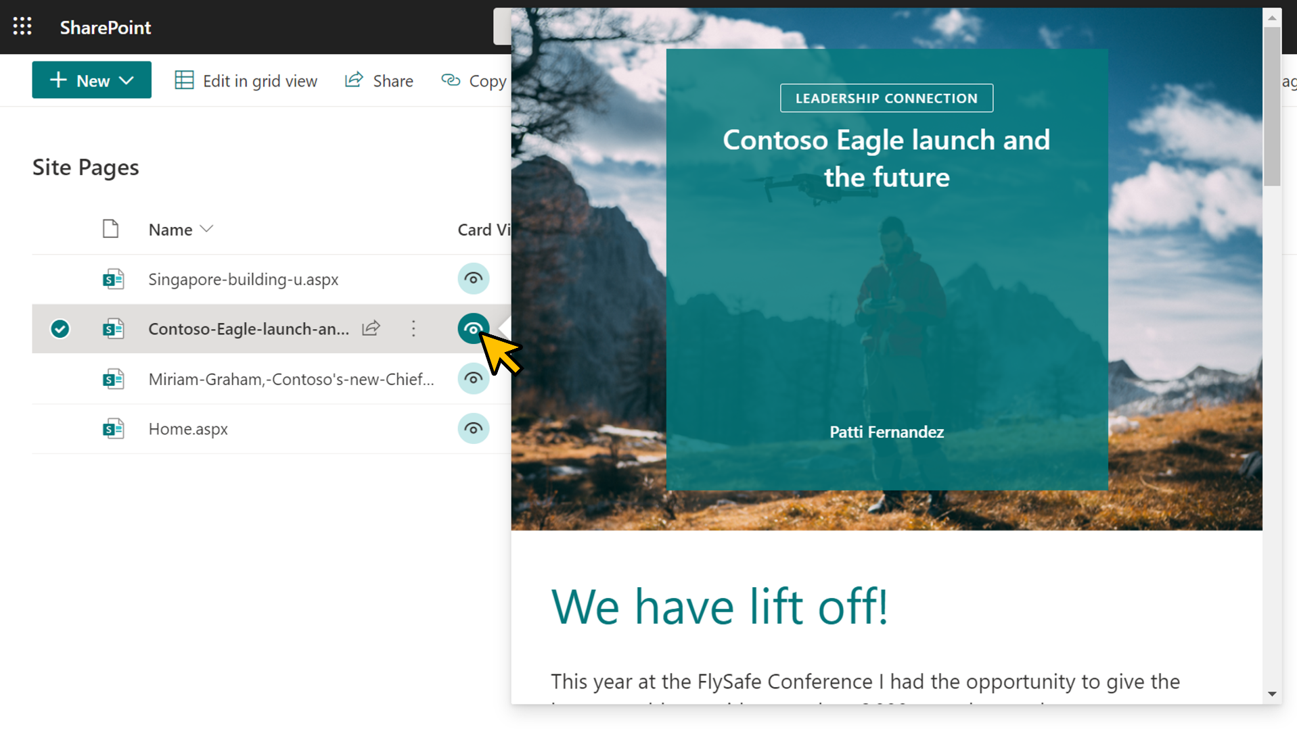 SharePoint
New
Edit in grid view
Share
Copy
Site Pages
Name
Card Vi
Singapore-building-u.aspx
Contoso-Eagle-launch-an...
Miriam-Graham,-Contoso's-new-Chief...
Home.aspx
LEADERSHIP CONNECTION
Contoso Eagle launch and
the future
Patti Fernandez
We have lift off!
This year at the FlySafe Conference I had the opportunity to give the